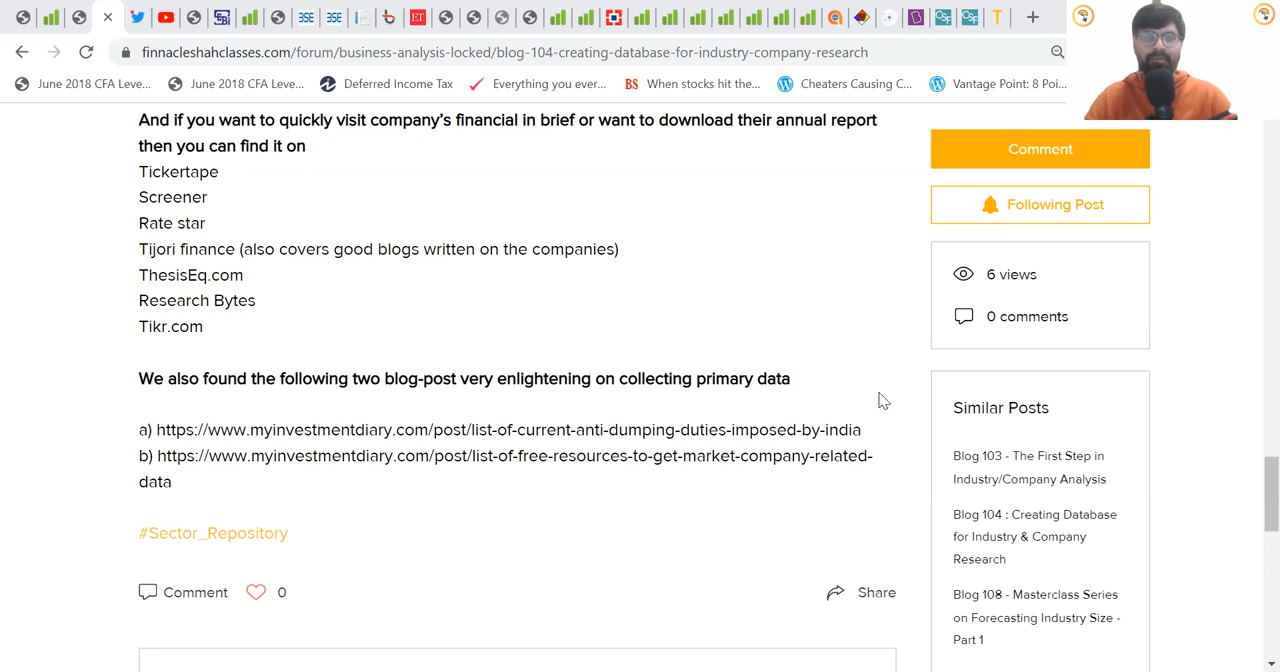 finnacleshahclasses.com/forum/business-analysis-locked/blog-104-creating-database-for-industry-company-research
June 2018 CFA Leve... June 2018 CFA Leve... Deferred Income Tax Everything you ever... BS When stocks hit the... Cheaters Causing C... Vantage Point: 8 Poi...
And if you want to quickly visit company's financial in brief or want to download their annual report
then you can find it on
Tickertape
Screener
Rate star
Tijori finance (also covers good blogs written on the companies)
ThesisEq.com
Research Bytes
Tikr.com
We also found the following two blog-post very enlightening on collecting primary data
a) https://www.myinvestmentdiary.com/post/list-of-current-anti-dumping-duties-imposed-by-india
b) https://www.myinvestmentdiary.com/post/list-of-free-resources-to-get-market-company-related-
data
#Sector_Repository
Comment 0 Share
Comment
Following Post
6 views
0 comments
Similar Posts
Blog 103 - The First Step in
Industry/Company Analysis
Blog 104 : Creating Database
for Industry & Company
Research
Blog 108 - Masterclass Series
on Forecasting Industry Size -
Part 1